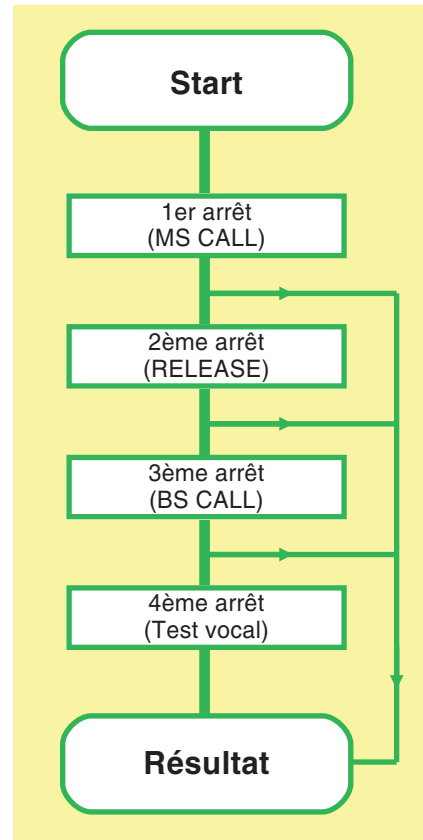 Start
1er arrêt
(MS CALL)
2ème arrêt
(RELEASE)
3ème arrêt
(BS CALL)
4ème arrêt
(Test vocal)
Résultat